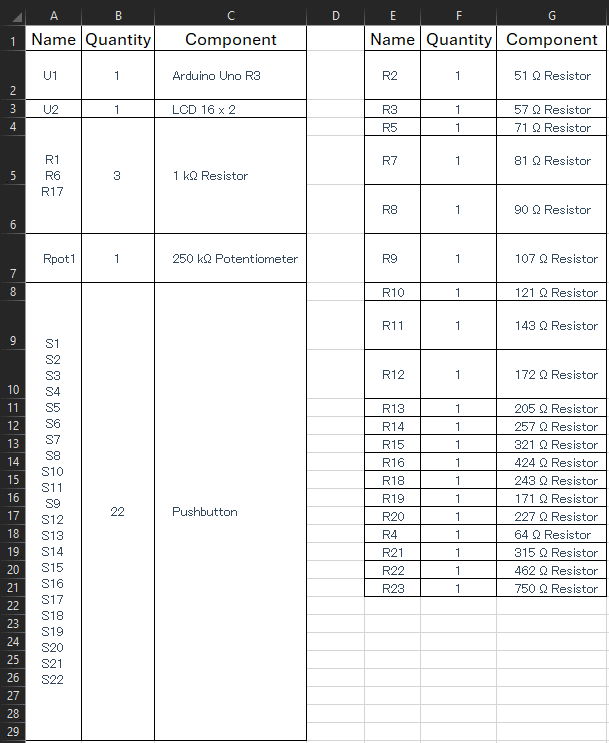 A B C D E F G
1 Name Quantity Component Name Quantity Component
2 U1 1 Arduino Uno R3 R2 1 51 Ω Resistor
3 U2 1 LCD 16 x 2 R3 1 57 Ω Resistor
4 R5 1 71 Ω Resistor
R1
5 R6 3 1 kΩ Resistor R7 1 81 Ω Resistor
R17
6 R8 1 90 Ω Resistor
7 Rpot1 1 250 kΩ Potentiometer R9 1 107 Ω Resistor
8 R10 1 121 Ω Resistor
9 S1 R11 1 143 Ω Resistor
S2
S3 R12 1 172 Ω Resistor
10 S4
11 S5 R13 1 205 Ω Resistor
12 S6 R14 1 257 Ω Resistor
13 S7 R15 1 321 Ω Resistor
14 S8 R16 1 424 Ω Resistor
15 S10 R18 1 243 Ω Resistor
16 S11 R19 1 171 Ω Resistor
S9
17 S12 22 Pushbutton R20 1 227 Ω Resistor
18 S13 R4 1 64 Ω Resistor
19 S14 R21 1 315 Ω Resistor
20 S15 R22 1 462 Ω Resistor
21 S16 R23 1 750 Ω Resistor
22 S17
23 S18
S19
24 S20
25 S21
26 S22
27
28
29